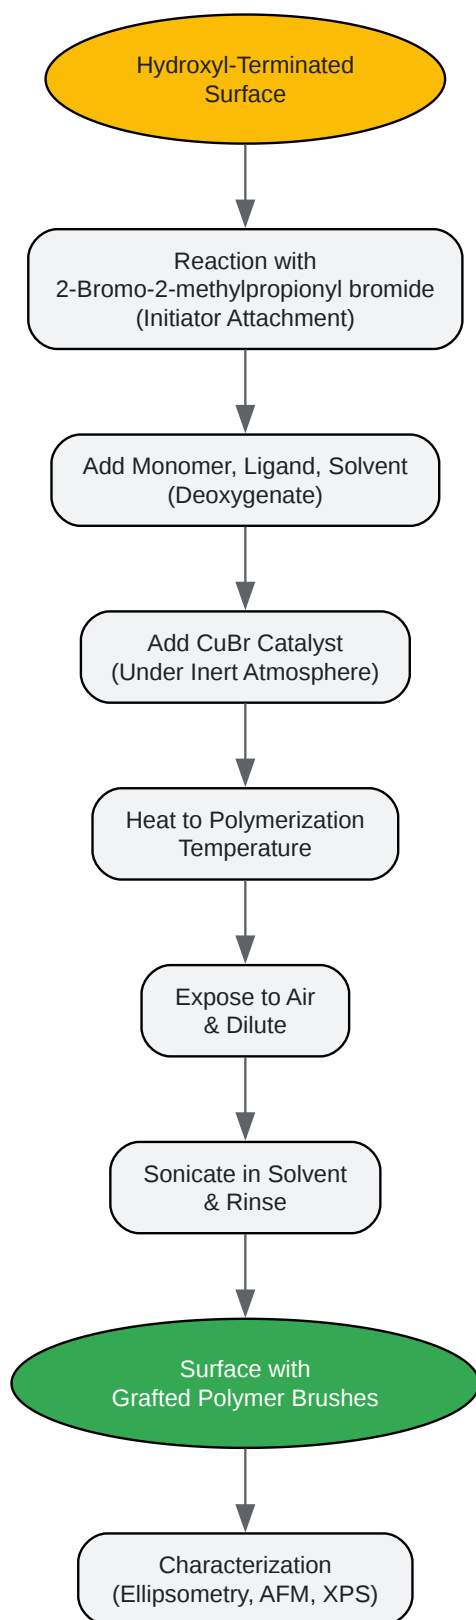 Hydroxyl-Terminated
Surface
Reaction with
2-Bromo-2-methylpropionyl bromide
(Initiator Attachment)
Add Monomer, Ligand, Solvent
(Deoxygenate)
Add CuBr Catalyst
(Under Inert Atmosphere)
Heat to Polymerization
Temperature
Expose to Air
& Dilute
Sonicate in Solvent
& Rinse
Surface with
Grafted Polymer Brushes
Characterization
(Ellipsometry, AFM, XPS)